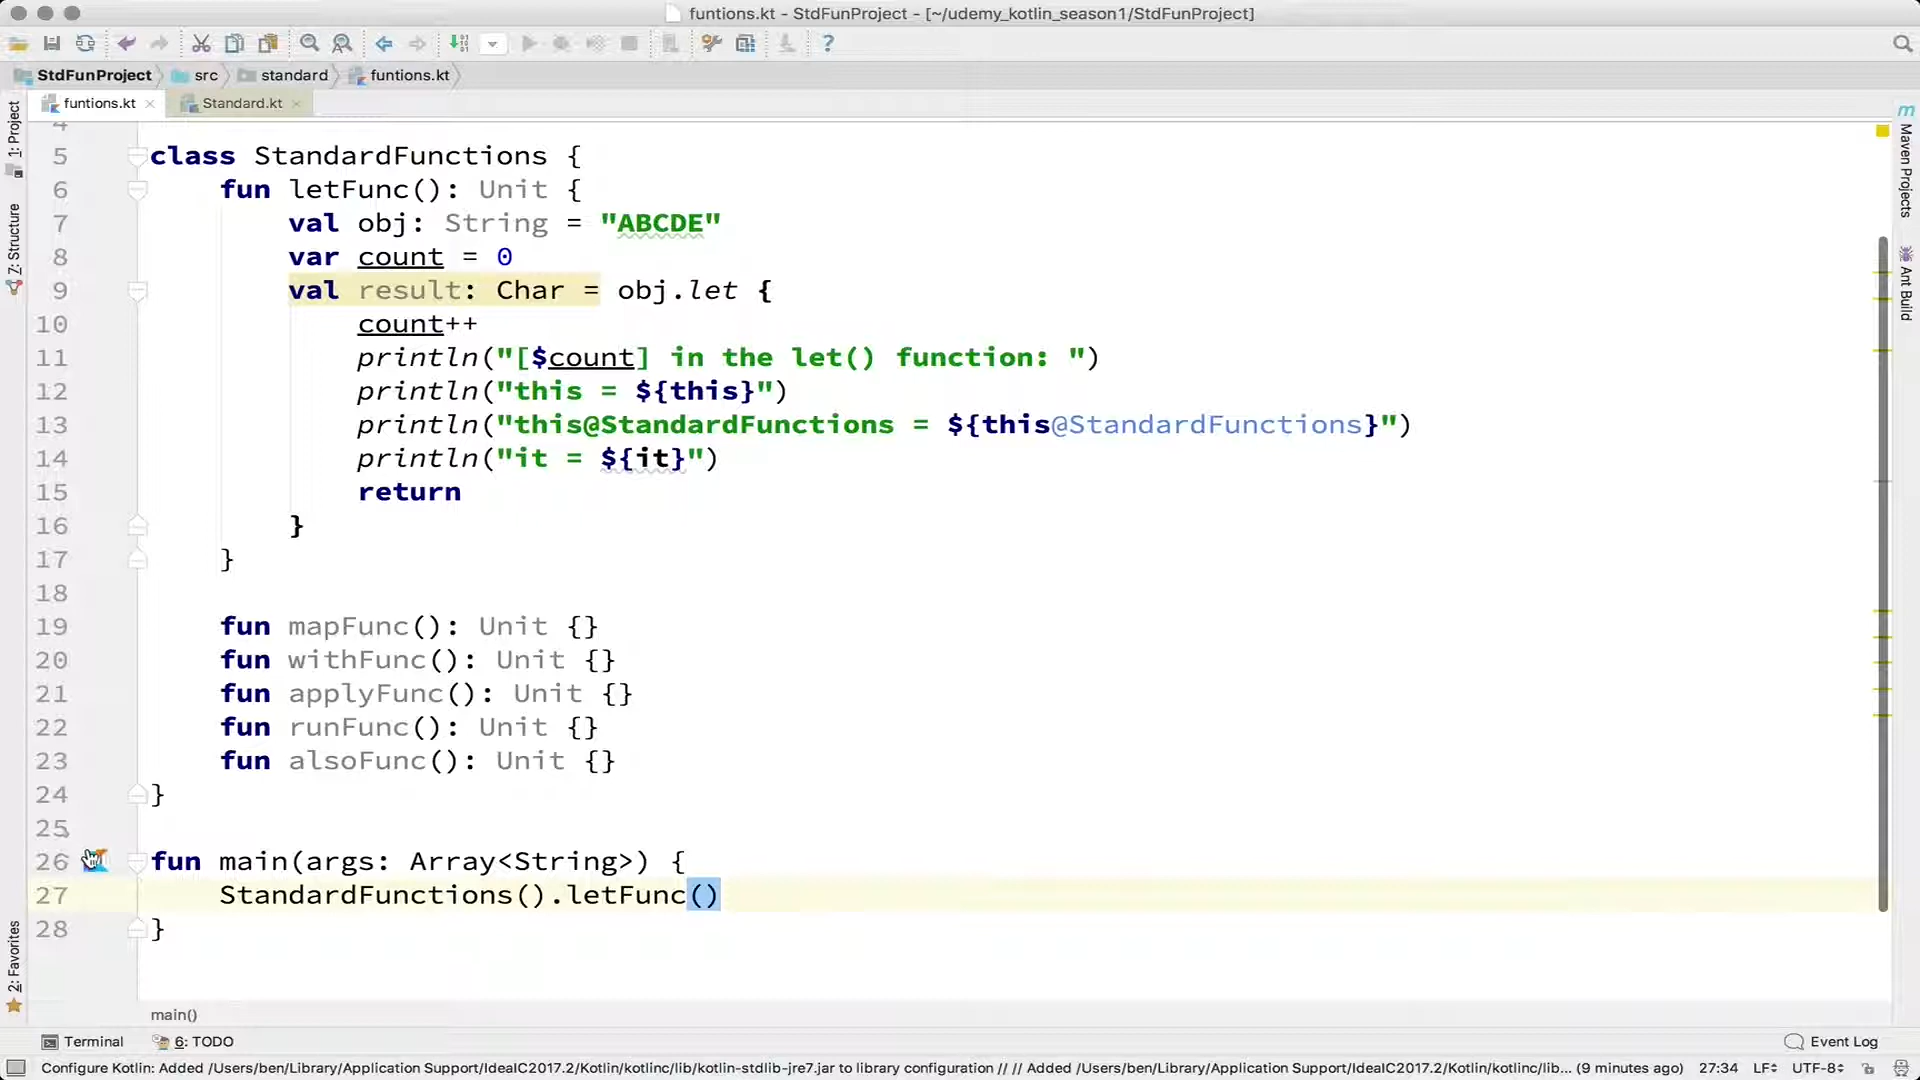 funtions.kt - StdFunProject - [~/udemy_kotlin_season1/StdFunProject]
StdFunProject src standard funtions.kt
funtions.kt Standard.kt
1: Project
Z: Structure
2: Favorites
4
5 class StandardFunctions {
6 fun letFunc(): Unit {
7 val obj: String = "ABCDE"
8 var count = 0
9 val result: Char = obj.let {
10 count++
11 println("[$count] in the let() function: ")
12 println("this = ${this}")
13 println("this@StandardFunctions = ${this@StandardFunctions}")
14 println("it = ${it}")
15 return
16 }
17 }
18
19 fun mapFunc(): Unit {}
20 fun withFunc(): Unit {}
21 fun applyFunc(): Unit {}
22 fun runFunc(): Unit {}
23 fun alsoFunc(): Unit {}
24 }
25
26 fun main(args: Array<String>) {
27 StandardFunctions().letFunc()
28 }
m Maven Projects
Ant Build
main()
Terminal 6: TODO Event Log
Configure Kotlin: Added /Users/ben/Library/Application Support/IdeaIC2017.2/Kotlin/kotlinc/lib/kotlin-stdlib-jre7.jar to library configuration // // Added /Users/ben/Library/Application Support/IdeaIC2017.2/Kotlin/kotlinc/lib... (9 minutes ago) 27:34 LF UTF-8